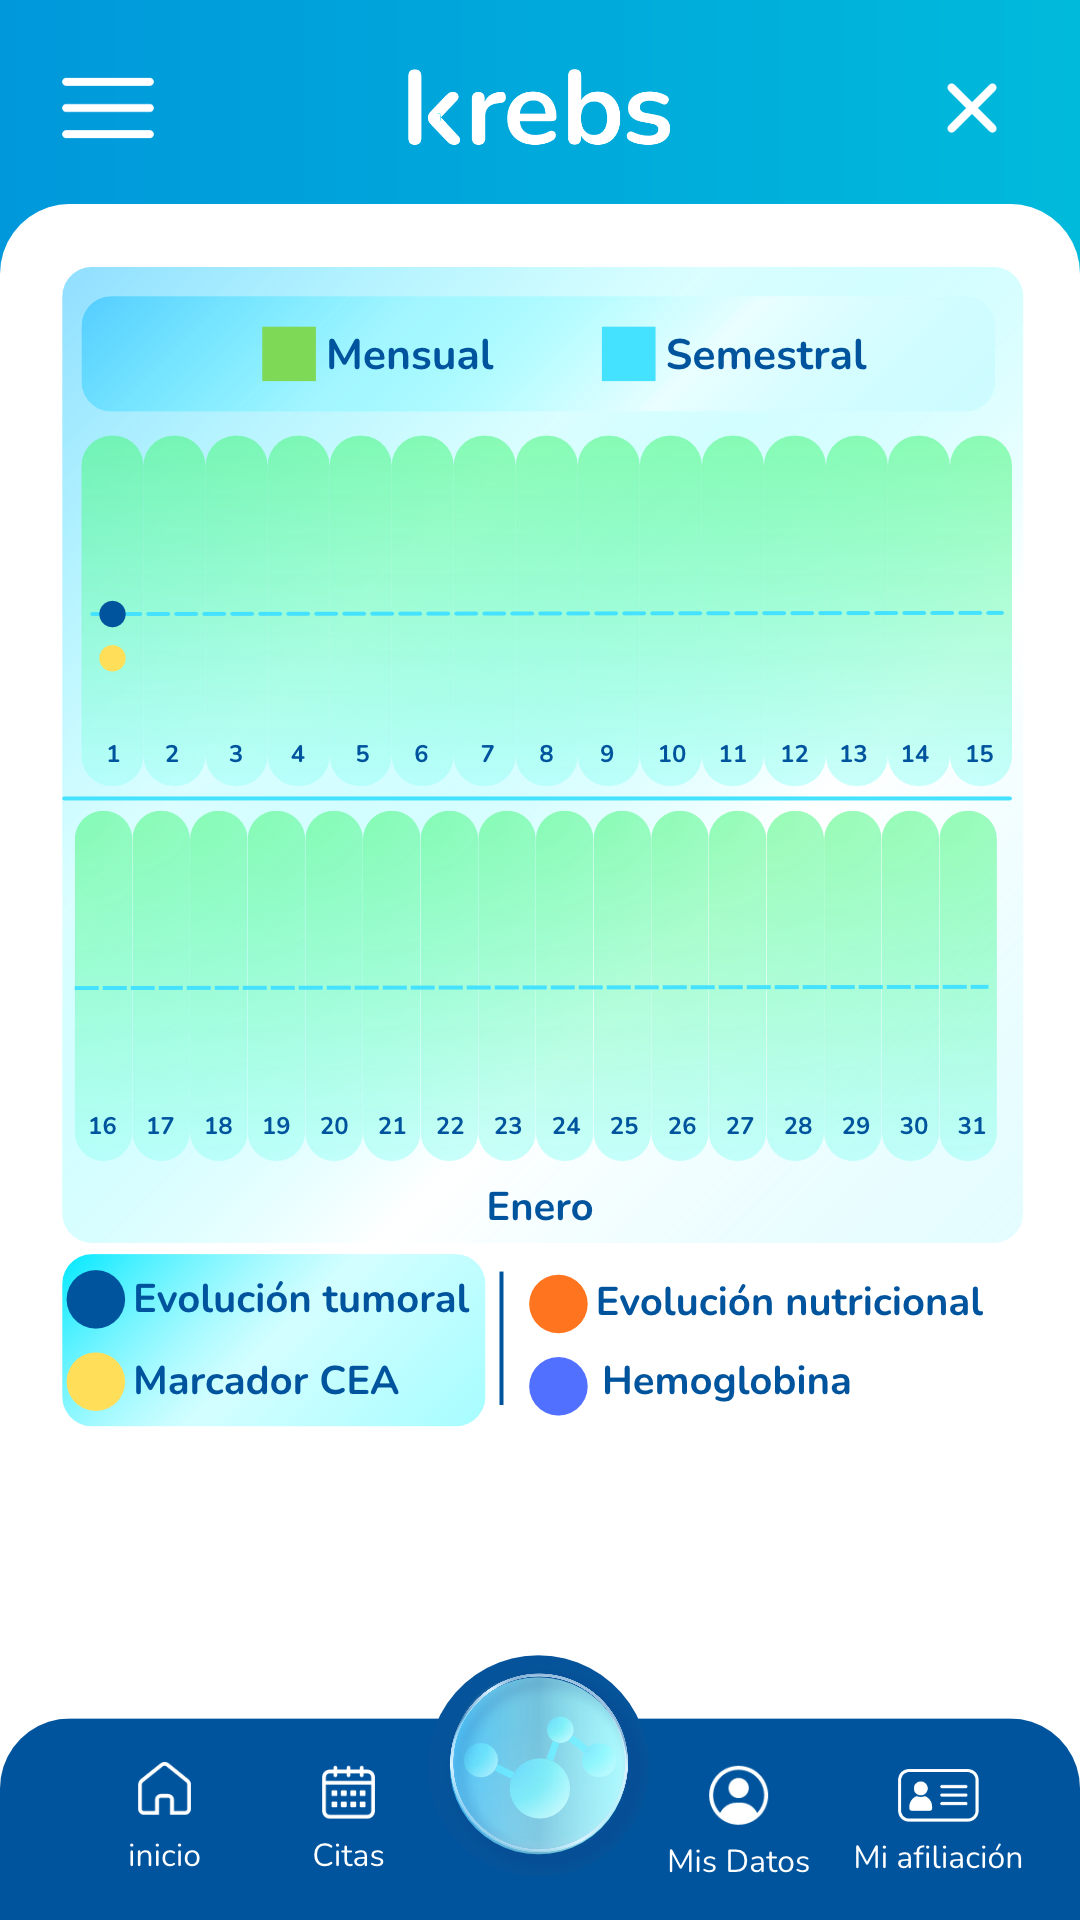 krebs
Mensual Semestral
1 2 3 4 5 6 7 8 9 10 11 12 13 14 15
16 17 18 19 20 21 22 23 24 25 26 27 28 29 30 31
Enero
Evolución tumoral Evolución nutricional
Marcador CEA Hemoglobina
inicio Citas Mis Datos Mi afiliación